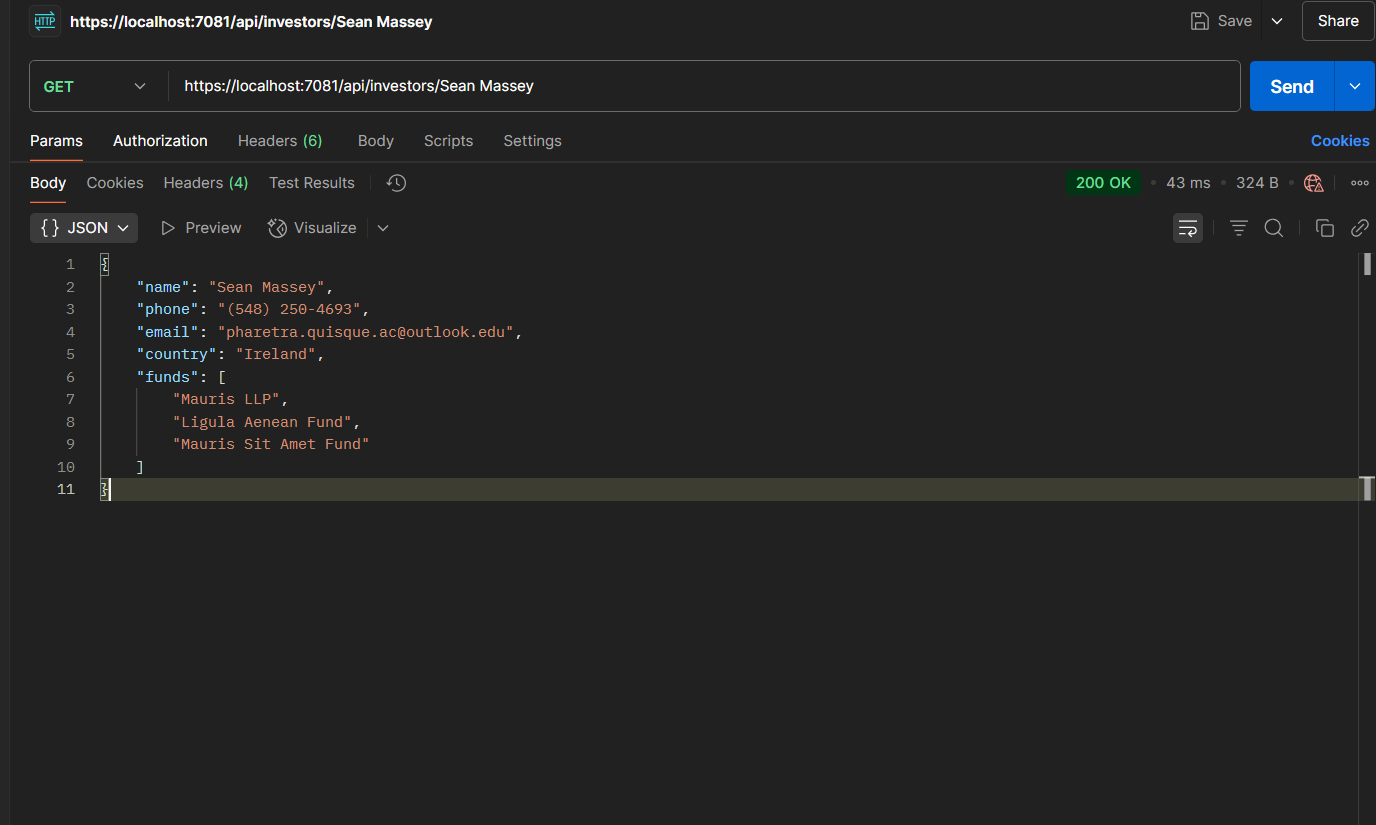 HTTP https://localhost:7081/api/investors/Sean Massey Save Share
GET https://localhost:7081/api/investors/Sean Massey Send
Params Authorization Headers (6) Body Scripts Settings Cookies
Body Cookies Headers (4) Test Results 200 OK • 43 ms • 324 B •
{} JSON Preview Visualize
1 {
2 "name": "Sean Massey",
3 "phone": "(548) 250-4693",
4 "email": "pharetra.quisque.ac@outlook.edu",
5 "country": "Ireland",
6 "funds": [
7 "Mauris LLP",
8 "Ligula Aenean Fund",
9 "Mauris Sit Amet Fund"
10 ]
11 }